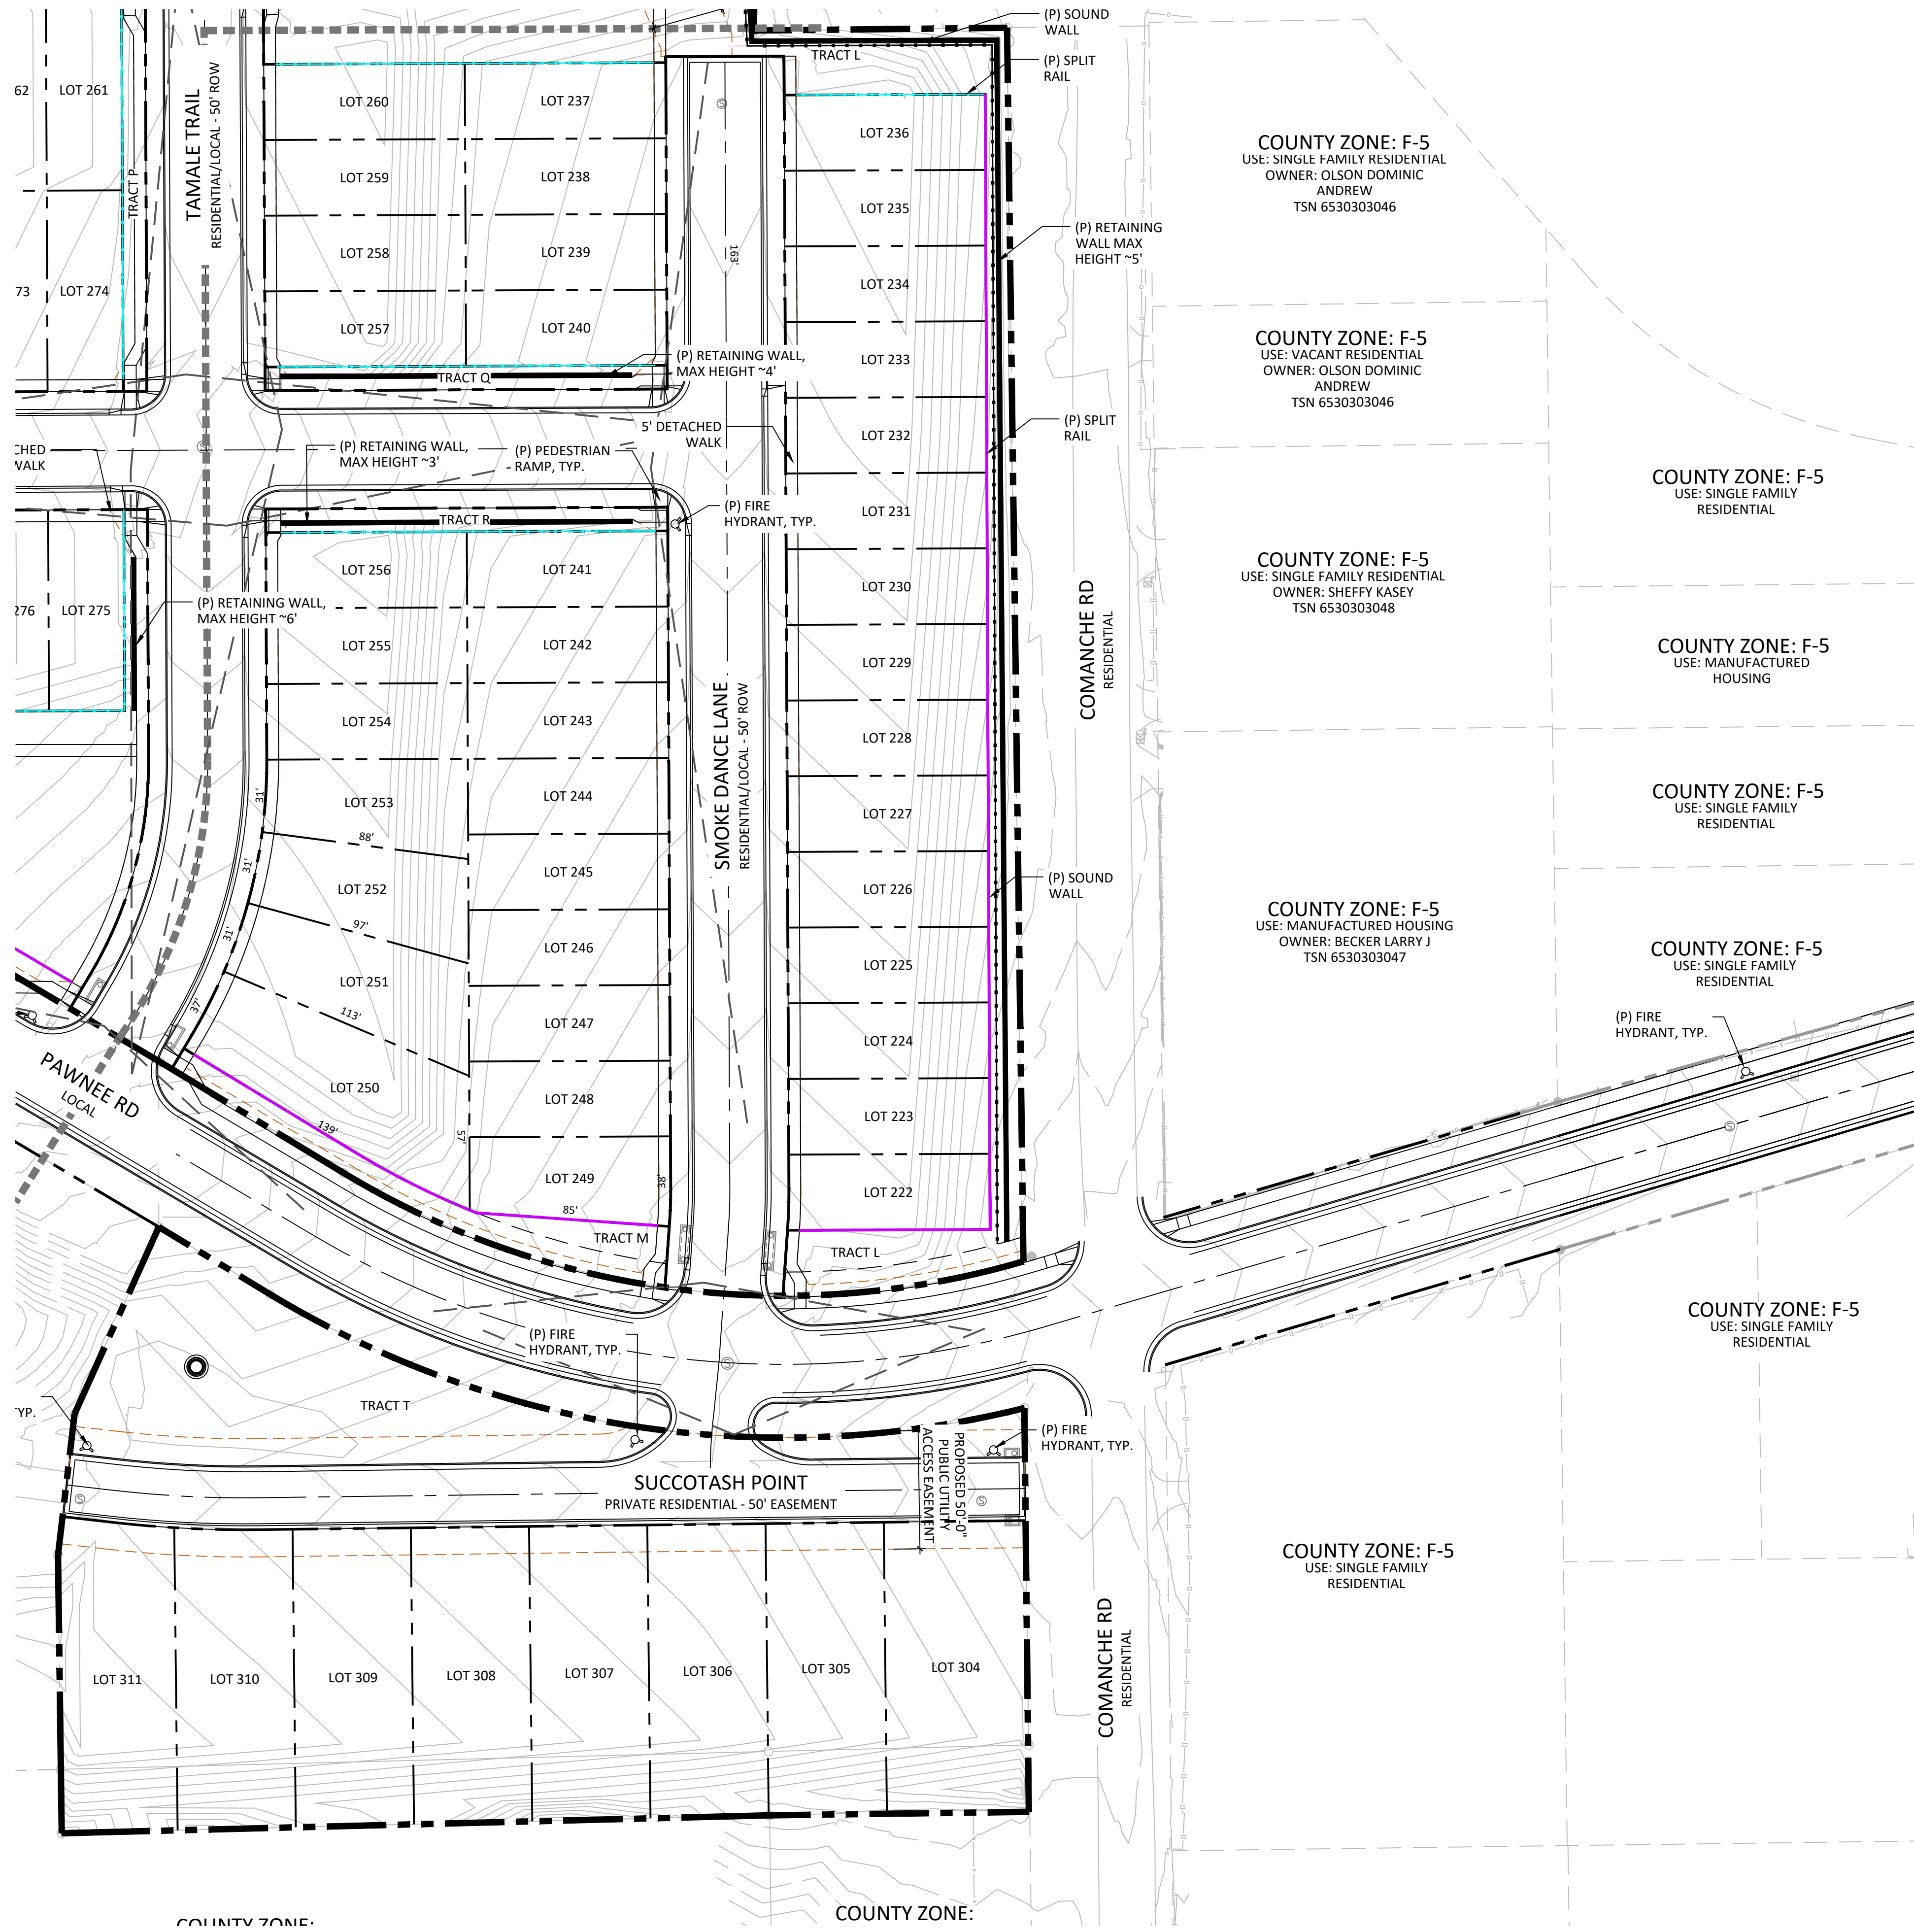 (P) SOUND
WALL
TRACT L
(P) SPLIT
RAIL
62
LOT 261
TAMALE TRAIL
RESIDENTIAL/LOCAL - 50' ROW
TRACT P
LOT 260
LOT 237
LOT 236
LOT 259
LOT 238
LOT 235
LOT 258
LOT 239
163'
LOT 234
73
LOT 274
LOT 257
LOT 240
LOT 233
COUNTY ZONE: F-5
USE: SINGLE FAMILY RESIDENTIAL
OWNER: OLSON DOMINIC
ANDREW
TSN 6530303046
(P) RETAINING
WALL MAX
HEIGHT ~5'
COUNTY ZONE: F-5
USE: VACANT RESIDENTIAL
OWNER: OLSON DOMINIC
ANDREW
TSN 6530303046
(P) RETAINING WALL,
MAX HEIGHT ~4'
TRACT Q
5' DETACHED
WALK
LOT 232
(P) SPLIT
RAIL
CHED
WALK
S
(P) RETAINING WALL,
MAX HEIGHT ~3'
(P) PEDESTRIAN
RAMP, TYP.
COUNTY ZONE: F-5
USE: SINGLE FAMILY
RESIDENTIAL
TRACT R
(P) FIRE
HYDRANT, TYP.
LOT 231
LOT 256
LOT 241
LOT 230
COUNTY ZONE: F-5
USE: SINGLE FAMILY RESIDENTIAL
OWNER: SHEFFY KASEY
TSN 6530303048
276
LOT 275
(P) RETAINING WALL,
MAX HEIGHT ~6'
LOT 255
LOT 242
LOT 229
COMANCHE RD
RESIDENTIAL
COUNTY ZONE: F-5
USE: MANUFACTURED
HOUSING
LOT 254
LOT 243
SMOKE DANCE LANE
RESIDENTIAL/LOCAL - 50' ROW
LOT 228
31'
LOT 253
LOT 244
LOT 227
COUNTY ZONE: F-5
USE: SINGLE FAMILY
RESIDENTIAL
88'
31'
LOT 252
LOT 245
LOT 226
(P) SOUND
WALL
31'
97'
LOT 246
LOT 225
COUNTY ZONE: F-5
USE: MANUFACTURED HOUSING
OWNER: BECKER LARRY J
TSN 6530303047
COUNTY ZONE: F-5
USE: SINGLE FAMILY
RESIDENTIAL
37'
LOT 251
113'
LOT 247
LOT 224
(P) FIRE
HYDRANT, TYP.
PAWNEE RD
LOCAL
LOT 250
139'
57'
LOT 248
LOT 223
S
LOT 249
38'
85'
LOT 222
TRACT M
TRACT L
COUNTY ZONE: F-5
USE: SINGLE FAMILY
RESIDENTIAL
(P) FIRE
HYDRANT, TYP.
S
YP.
TRACT T
(P) FIRE
HYDRANT, TYP.
SUCCOTASH POINT
PRIVATE RESIDENTIAL - 50' EASEMENT
PROPOSED 50'-0"
PUBLIC UTILITY
ACCESS EASEMENT
S
S
COUNTY ZONE: F-5
USE: SINGLE FAMILY
RESIDENTIAL
LOT 311
LOT 310
LOT 309
LOT 308
LOT 307
LOT 306
LOT 305
LOT 304
COMANCHE RD
RESIDENTIAL
COUNTY ZONE:
COUNTY ZONE: